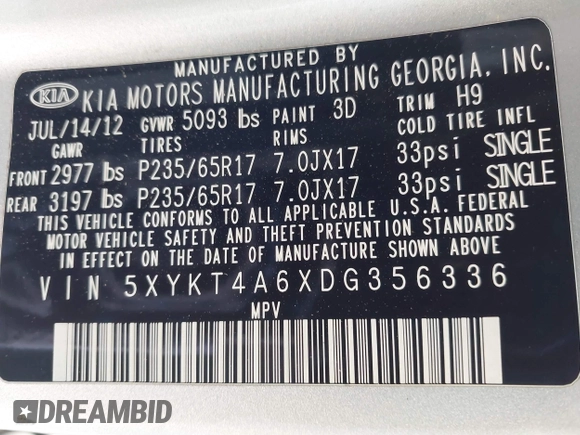 MANUFACTURED BY
KIA KIA MOTORS MANUFACTURING GEORGIA, INC.
JUL/14/12 GVWR 5093 lbs PAINT 3D TRIM H9
GAWR TIRES RIMS COLD TIRE INFL
FRONT 2977 lbs P235/65R17 7.0JX17 33psi SINGLE
REAR 3197 lbs P235/65R17 7.0JX17 33psi SINGLE
THIS VEHICLE CONFORMS TO ALL APPLICABLE U.S.A. FEDERAL
MOTOR VEHICLE SAFETY AND THEFT PREVENTION STANDARDS
IN EFFECT ON THE DATE OF MANUFACTURE SHOWN ABOVE
VIN 5XYKT4A6XDG356336
MPV
DREAMBID